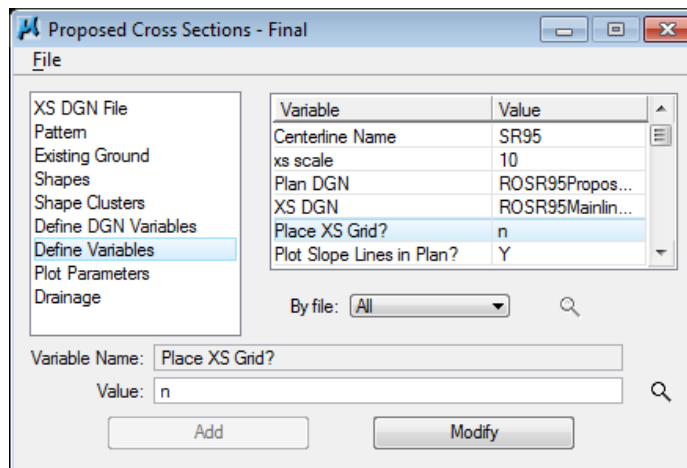 Proposed Cross Sections - Final
File
XS DGN File
Pattern
Existing Ground
Shapes
Shape Clusters
Define DGN Variables
Define Variables
Plot Parameters
Drainage
Variable Value
Centerline Name SR95
xs scale 10
Plan DGN ROSR95Propos...
XS DGN ROSR95Mainlin...
Place XS Grid? n
Plot Slope Lines in Plan? Y
By file: All
Variable Name: Place XS Grid?
Value: n
Add Modify